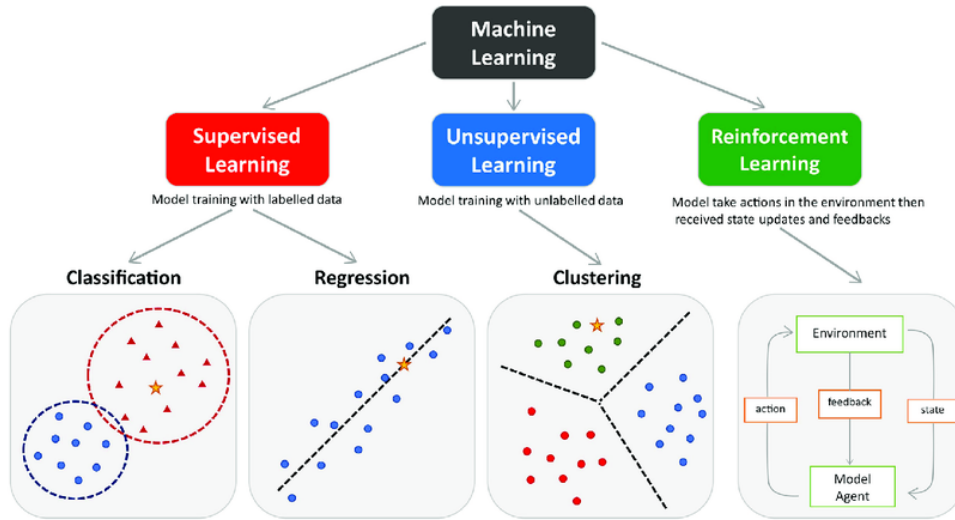 Machine
Learning
Supervised
Learning
Unsupervised
Learning
Reinforcement
Learning
Model training with labelled data
Model training with unlabelled data
Model take actions in the environment then
received state updates and feedbacks
Classification
Regression
Clustering
Environment
action
feedback
state
Model
Agent